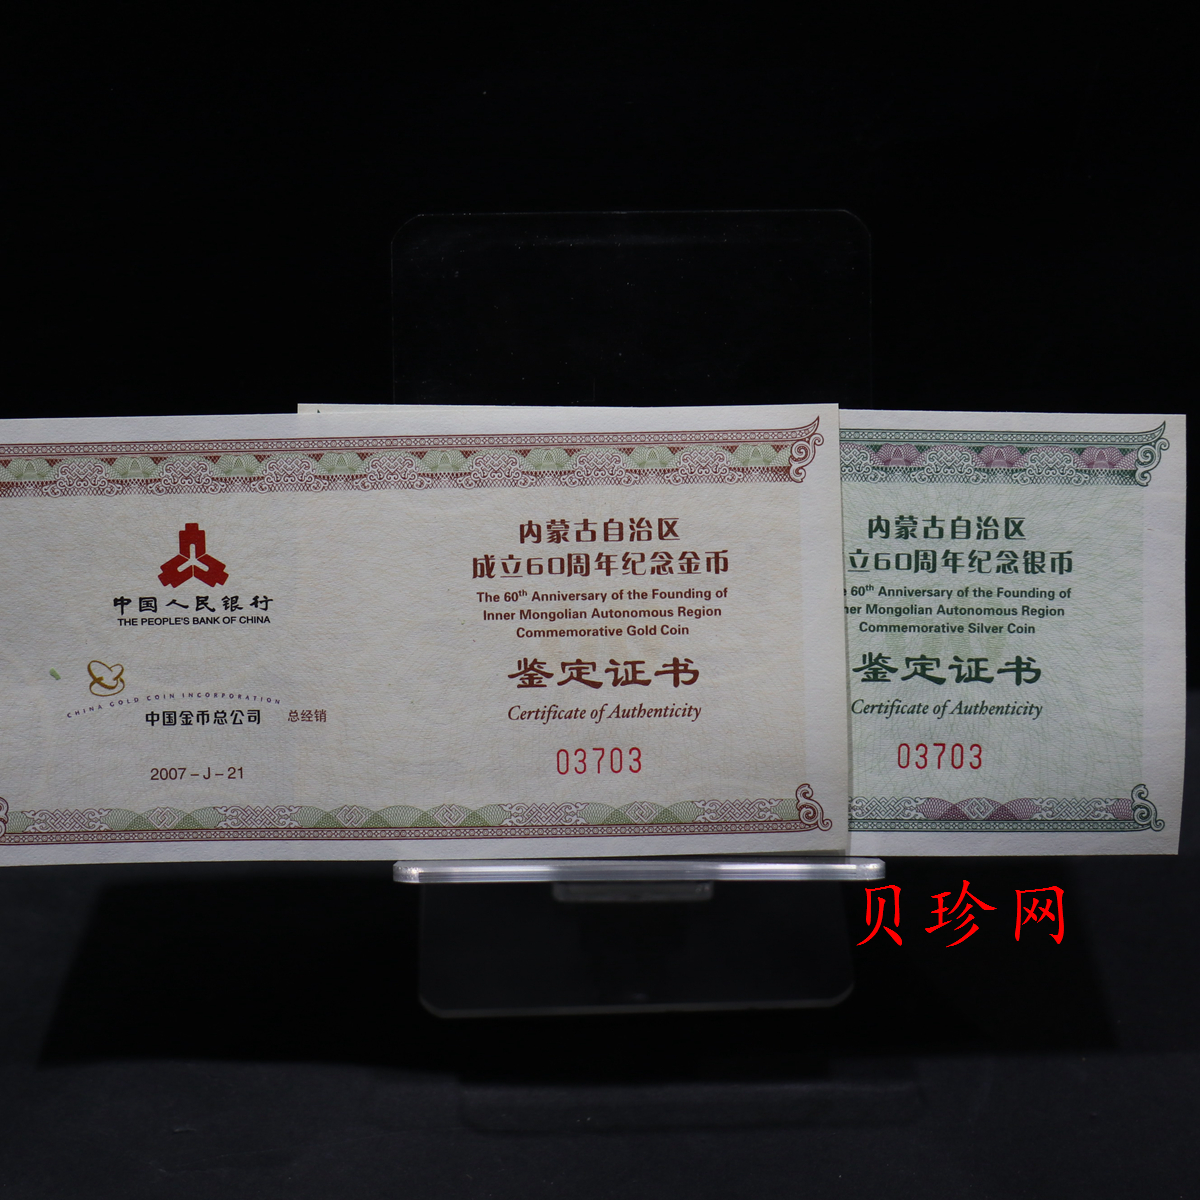 中国人民银行
THE PEOPLE'S BANK OF CHINA
CHINA GOLD COIN INCORPORATION
中国金币总公司 总经销
2007-J-21
内蒙古自治区
成立60周年纪念金币
The 60th Anniversary of the Founding of
Inner Mongolian Autonomous Region
Commemorative Gold Coin
鉴定证书
Certificate of Authenticity
03703
内蒙古自治区
立60周年纪念银币
60th Anniversary of the Founding of
Mongolian Autonomous Region
Commemorative Silver Coin
鉴定证书
Certificate of Authenticity
03703
贝珍网